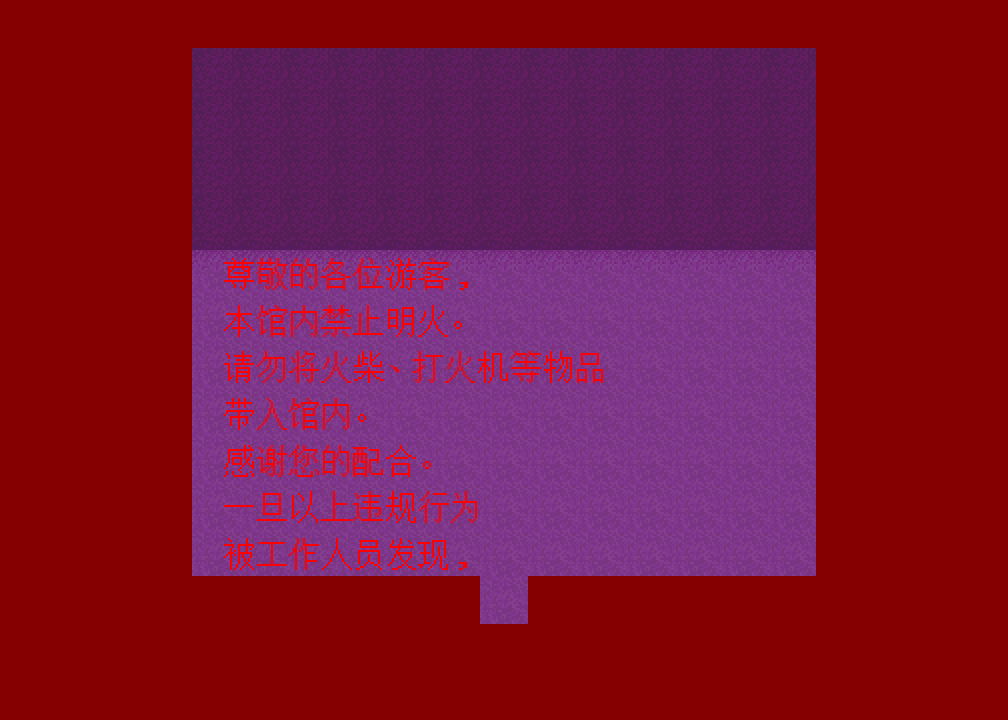 尊敬的各位游客，
本馆内禁止明火。
请勿将火柴、打火机等物品
带入馆内。
感谢您的配合。
一旦以上违规行为
被工作人员发现，